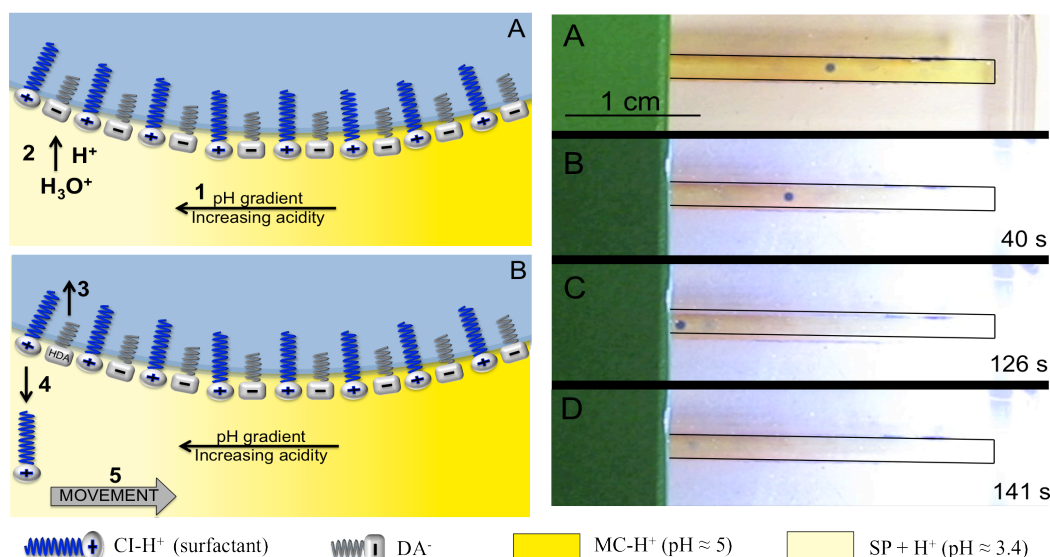 A
2
H+
H3O+
1
pH gradient
Increasing acidity
B
3
HDA
4
pH gradient
Increasing acidity
5
MOVEMENT
A
1 cm
B
40 s
C
126 s
D
141 s
CI-H+ (surfactant)
DA-
MC-H+ (pH ≈ 5)
SP + H+ (pH ≈ 3.4)